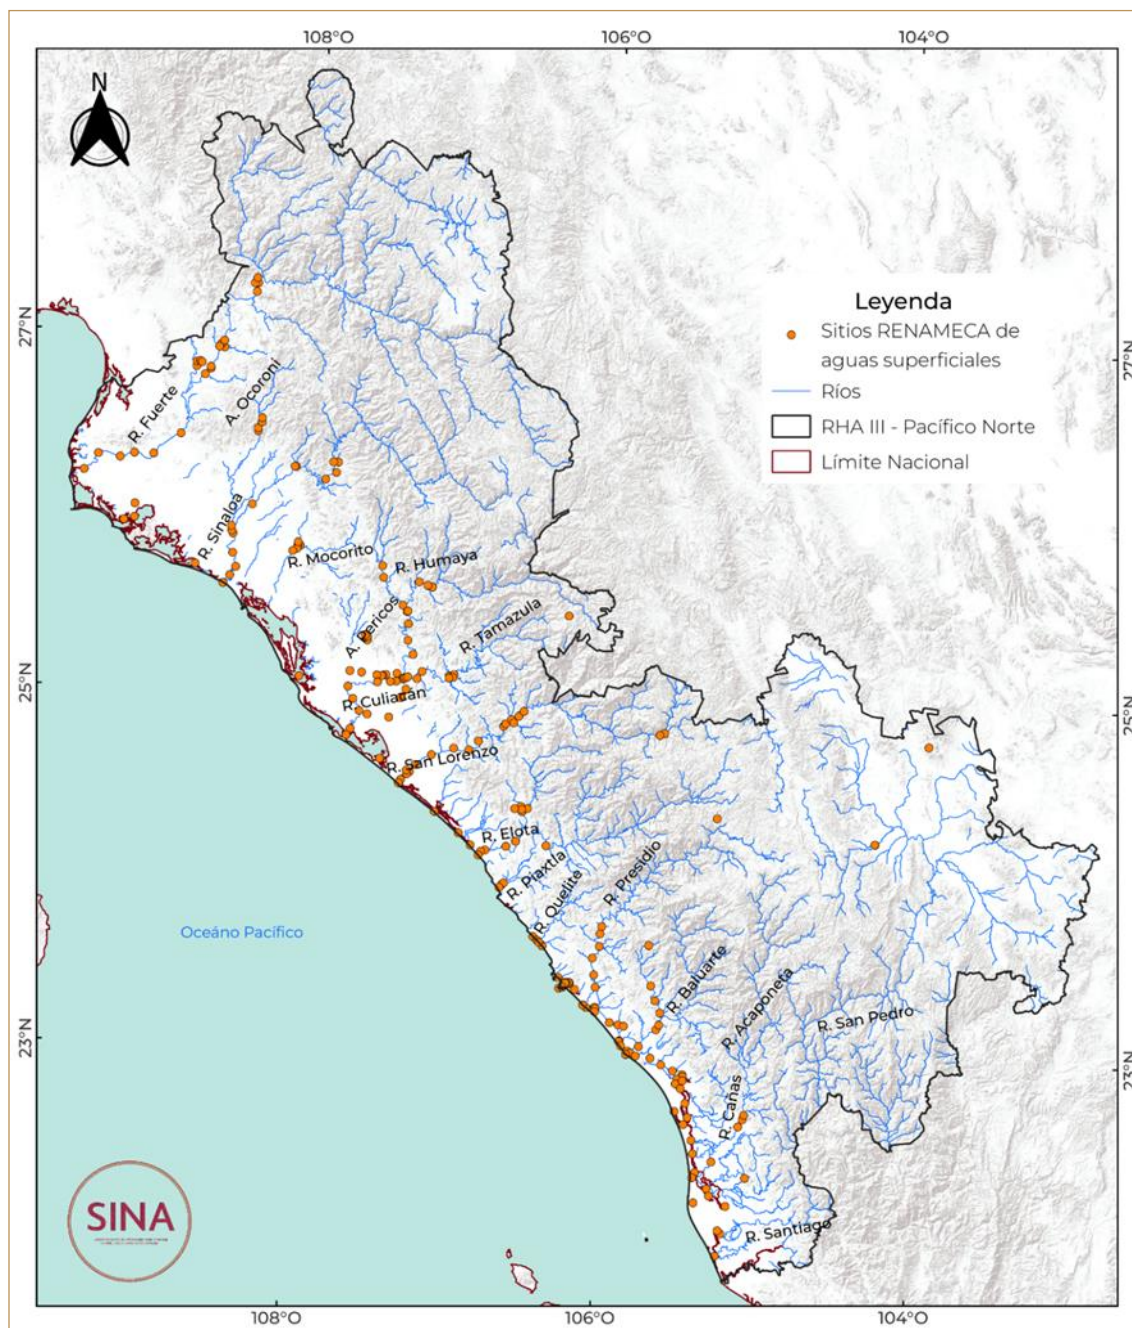 108°O
106°O
104°O
N
Leyenda
Sitios RENAMECA de
aguas superficiales
Ríos
RHA III - Pacífico Norte
Límite Nacional
27°N
27°N
R. Fuerte
A. Ocoroni
R. Sinaloa
R. Mocorito
R. Humaya
A. Pericos
R. Tamazula
25°N
25°N
R. Culiacán
R. San Lorenzo
R. Elota
R. Piaxtla
R. Quelite
R. Presidio
Oceáno Pacífico
R. Baluarte
R. Acaponeta
R. San Pedro
23°N
23°N
R. Cañas
SINA
R. Santiago
108°O
106°O
104°O